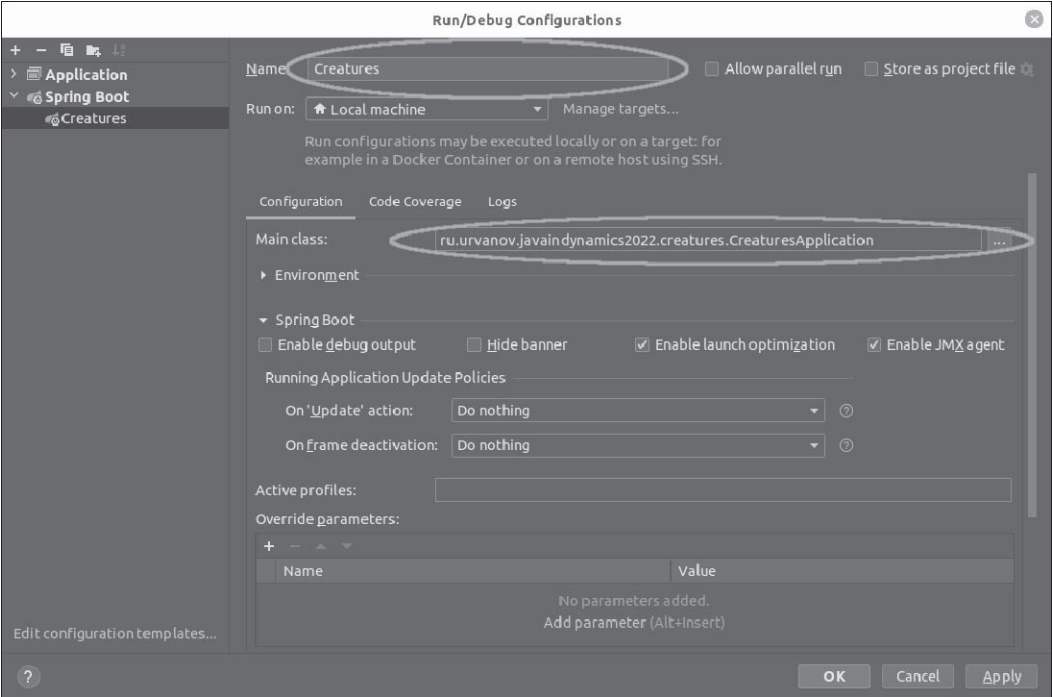 Run/Debug Configurations
Application
Spring Boot
Creatures
Edit configuration templates...
Name Creatures
Allow parallel run
Store as project file
Run on: Local machine
Manage targets...
Run configurations may be executed locally or on a target: for
example in a Docker Container or on a remote host using SSH.
Configuration Code Coverage Logs
Main class: ru.urvanov.javaindynamics2022.creatures.CreaturesApplication ...
Environment
Spring Boot
Enable debug output
Hide banner
Enable launch optimization
Enable JMX agent
Running Application Update Policies
On 'Update' action: Do nothing ?
On frame deactivation: Do nothing ?
Active profiles:
Override parameters:
Name Value
No parameters added.
Add parameter (Alt+Insert)
? OK Cancel Apply